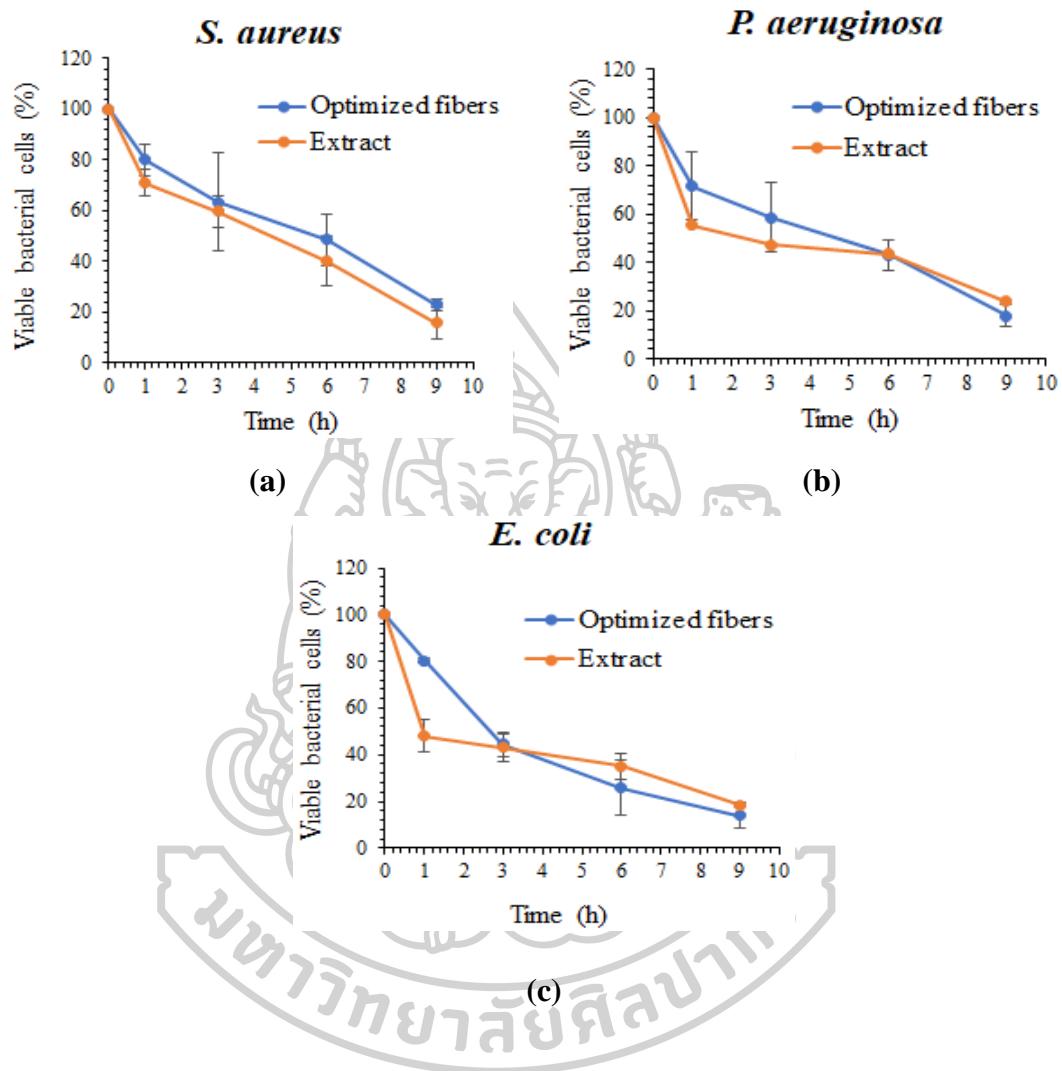 S. aureus
Viable bacterial cells (%)
120
100
80
60
40
20
0
Optimized fibers
Extract
0 1 2 3 4 5 6 7 8 9 10
Time (h)
(a)
P. aeruginosa
Viable bacterial cells (%)
120
100
80
60
40
20
0
Optimized fibers
Extract
0 1 2 3 4 5 6 7 8 9 10
Time (h)
(b)
E. coli
Viable bacterial cells (%)
120
100
80
60
40
20
0
Optimized fibers
Extract
0 1 2 3 4 5 6 7 8 9 10
Time (h)
(c)
มหาวิทยาลัยศิลปาก